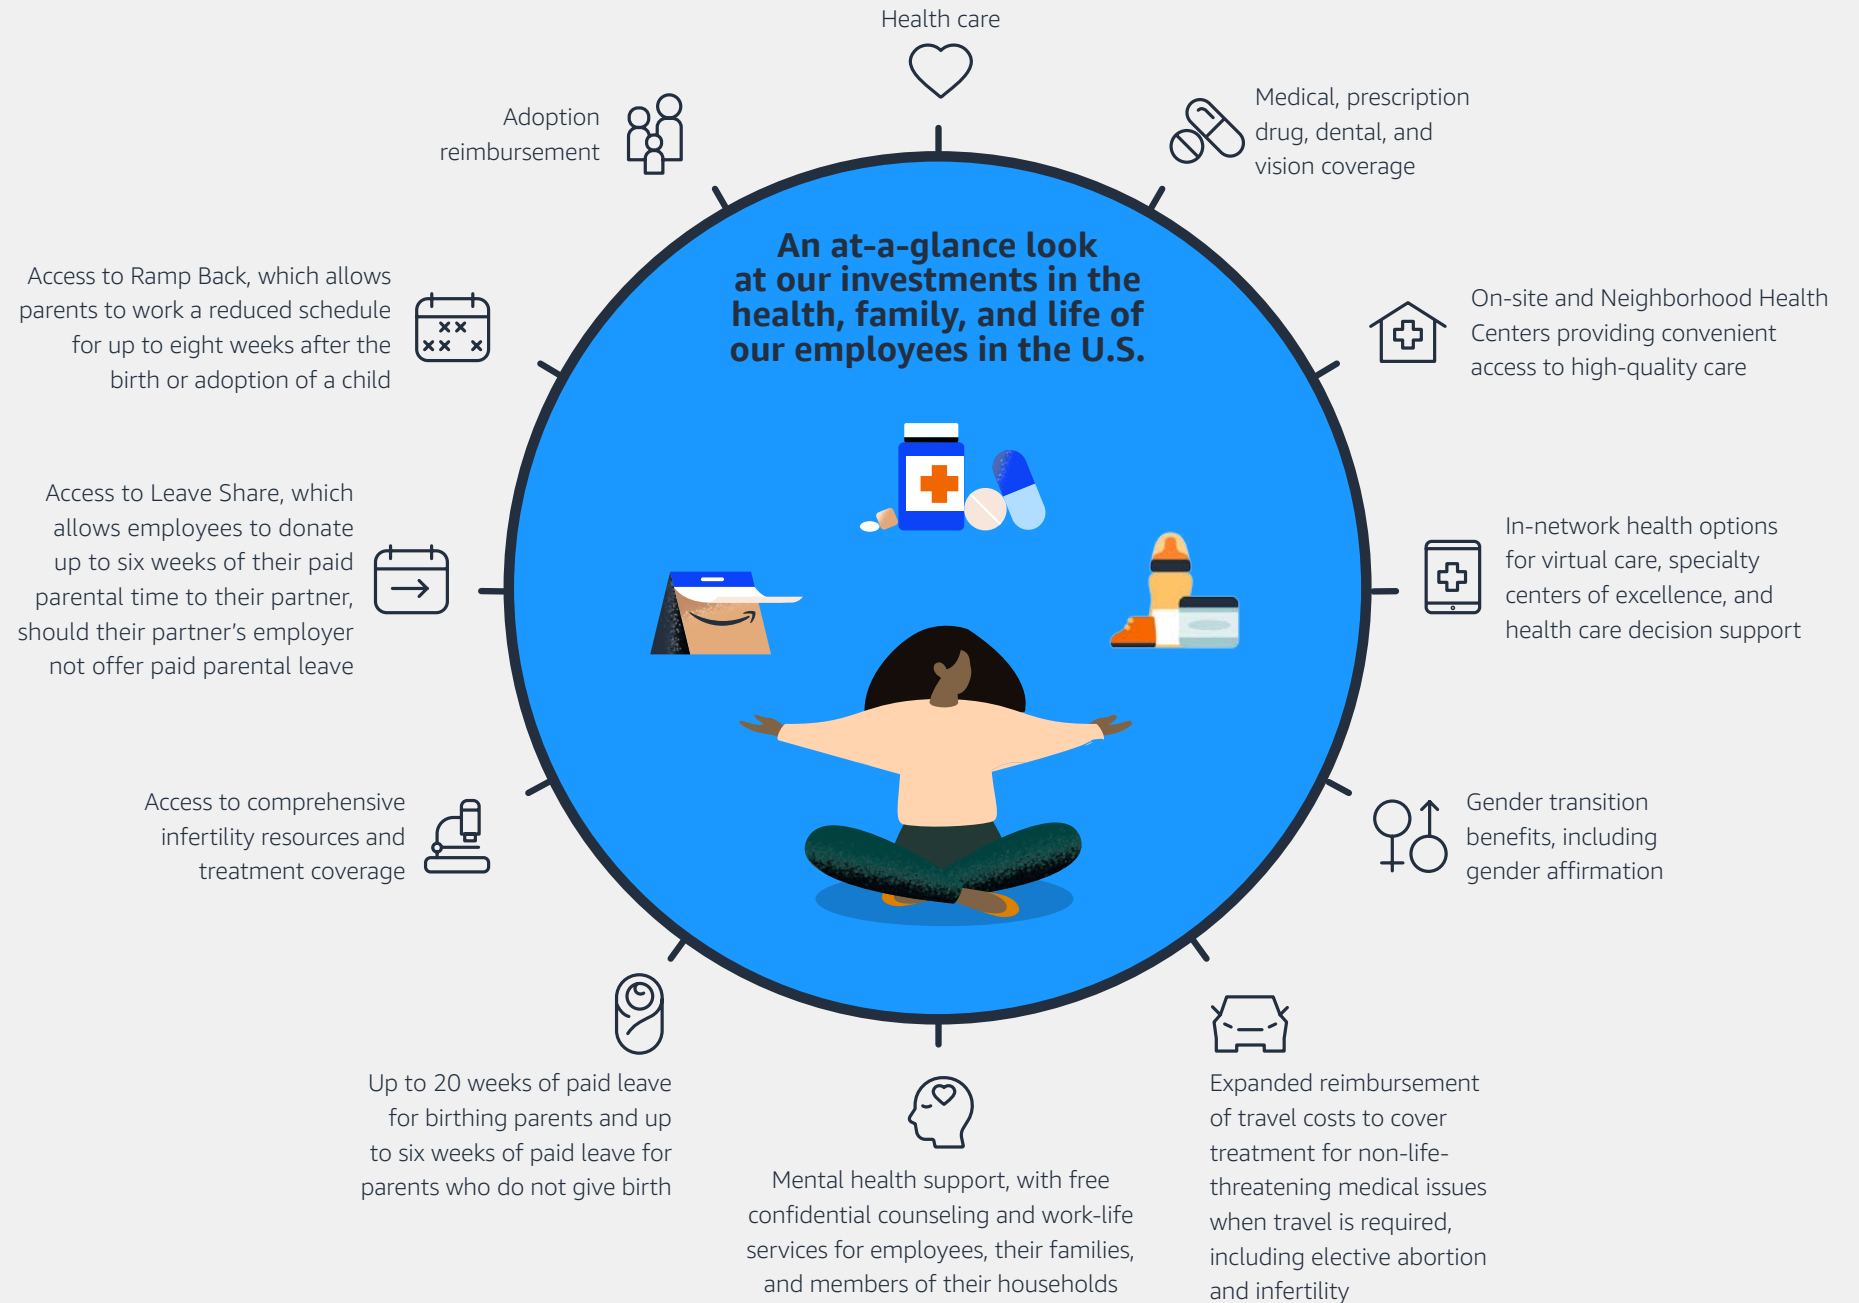 Health care
Medical, prescription
drug, dental, and
vision coverage
On-site and Neighborhood Health
Centers providing convenient
access to high-quality care
In-network health options
for virtual care, specialty
centers of excellence, and
health care decision support
Gender transition
benefits, including
gender affirmation
Expanded reimbursement
of travel costs to cover
treatment for non-life-
threatening medical issues
when travel is required,
including elective abortion
and infertility
Mental health support, with free
confidential counseling and work-life
services for employees, their families,
and members of their households
Up to 20 weeks of paid leave
for birthing parents and up
to six weeks of paid leave for
parents who do not give birth
Access to comprehensive
infertility resources and
treatment coverage
Access to Leave Share, which
allows employees to donate
up to six weeks of their paid
parental time to their partner,
should their partner’s employer
not offer paid parental leave
Access to Ramp Back, which allows
parents to work a reduced schedule
for up to eight weeks after the
birth or adoption of a child
Adoption
reimbursement
An at-a-glance look
at our investments in the
health, family, and life of
our employees in the U.S.